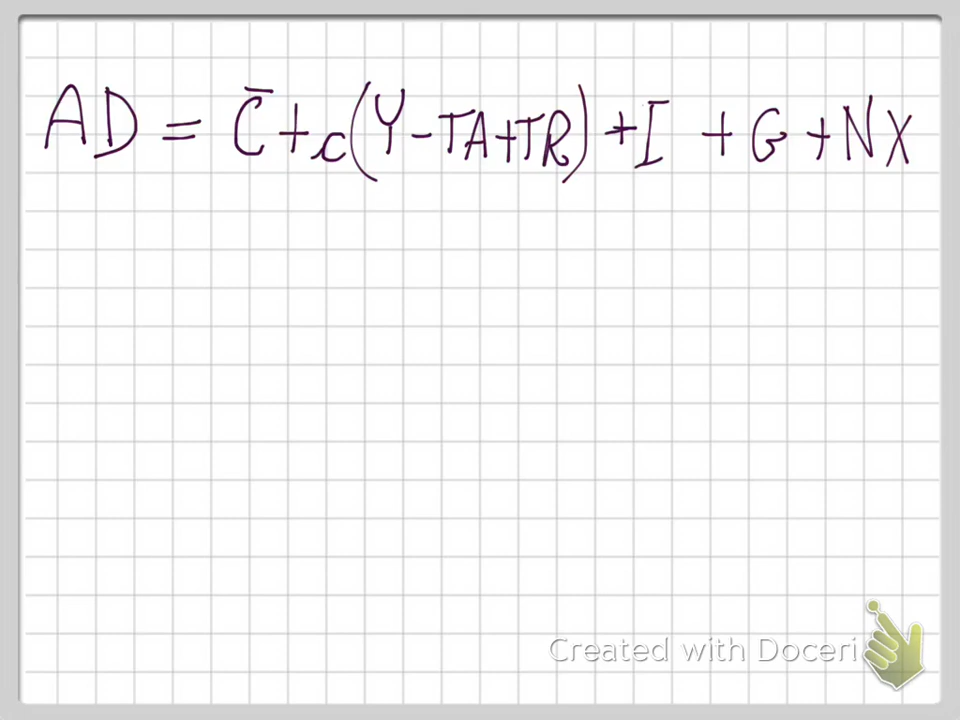 AD = C̄ + c(Y - TA + TR) + I + G + NX
Created with Doceri